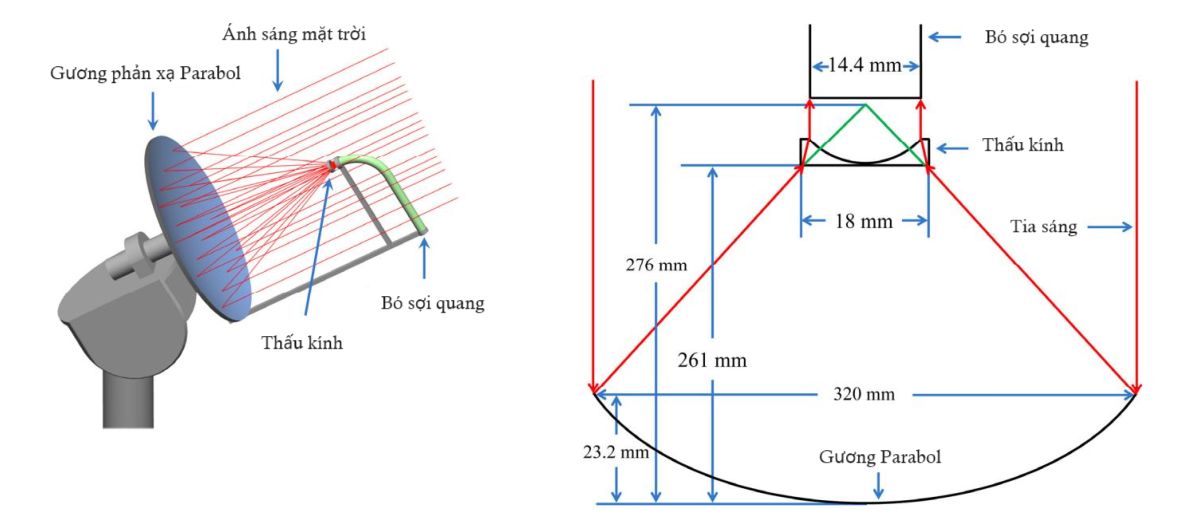 Ánh sáng mặt trời
Gương phản xạ Parabol
Bó sợi quang
Thấu kính
Bó sợi quang
14.4 mm
Thấu kính
18 mm
Tia sáng
276 mm
261 mm
320 mm
23.2 mm
Gương Parabol